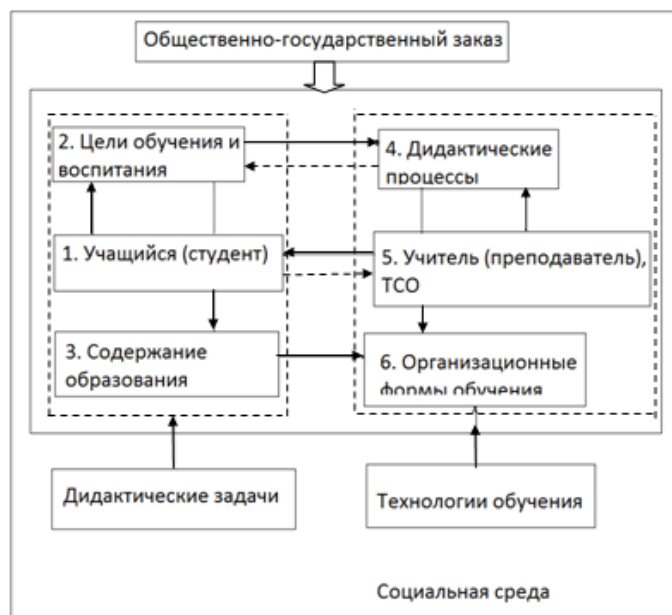 Общественно-государственный заказ
2. Цели обучения и
воспитания
4. Дидактические
процессы
1. Учащийся (студент)
5. Учитель (преподаватель),
ТСО
3. Содержание
образования
6. Организационные
формы обучения
Дидактические задачи
Технологии обучения
Социальная среда